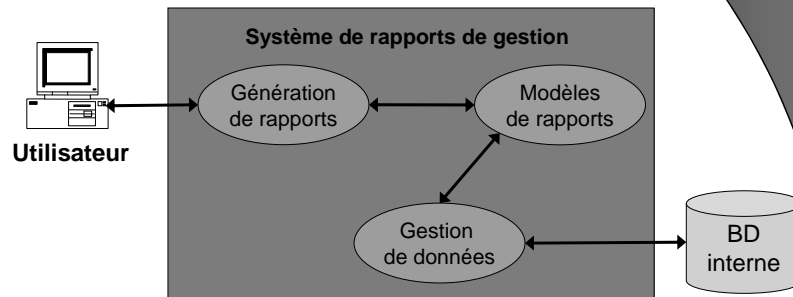 Système de rapports de gestion
Génération
de rapports
Modèles
de rapports
Utilisateur
Gestion
de données
BD
interne